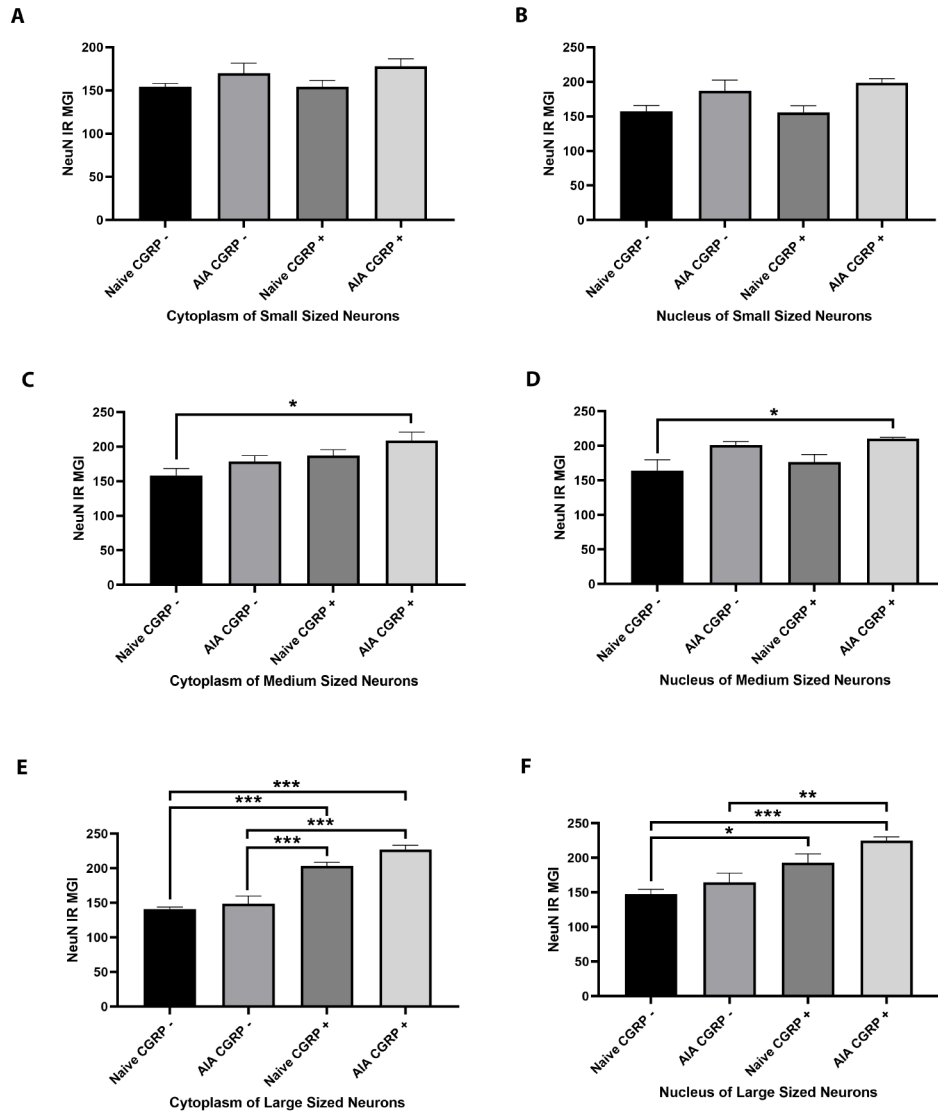 A
NeuN IR MGI
200
150
100
50
0
Naive CGRP -
AIA CGRP -
Naive CGRP +
AIA CGRP +
Cytoplasm of Small Sized Neurons
B
NeuN IR MGI
250
200
150
100
50
0
Naive CGRP -
AIA CGRP -
Naive CGRP +
AIA CGRP +
Nucleus of Small Sized Neurons
C
NeuN IR MGI
250
200
150
100
50
0
*
Naive CGRP -
AIA CGRP -
Naive CGRP +
AIA CGRP +
Cytoplasm of Medium Sized Neurons
D
NeuN IR MGI
250
200
150
100
50
0
*
Naive CGRP -
AIA CGRP -
Naive CGRP +
AIA CGRP +
Nucleus of Medium Sized Neurons
E
***
***
***
***
NeuN IR MGI
250
200
150
100
50
0
Naive CGRP -
AIA CGRP -
Naive CGRP +
AIA CGRP +
Cytoplasm of Large Sized Neurons
F
**
***
*
NeuN IR MGI
250
200
150
100
50
0
Naive CGRP -
AIA CGRP -
Naive CGRP +
AIA CGRP +
Nucleus of Large Sized Neurons